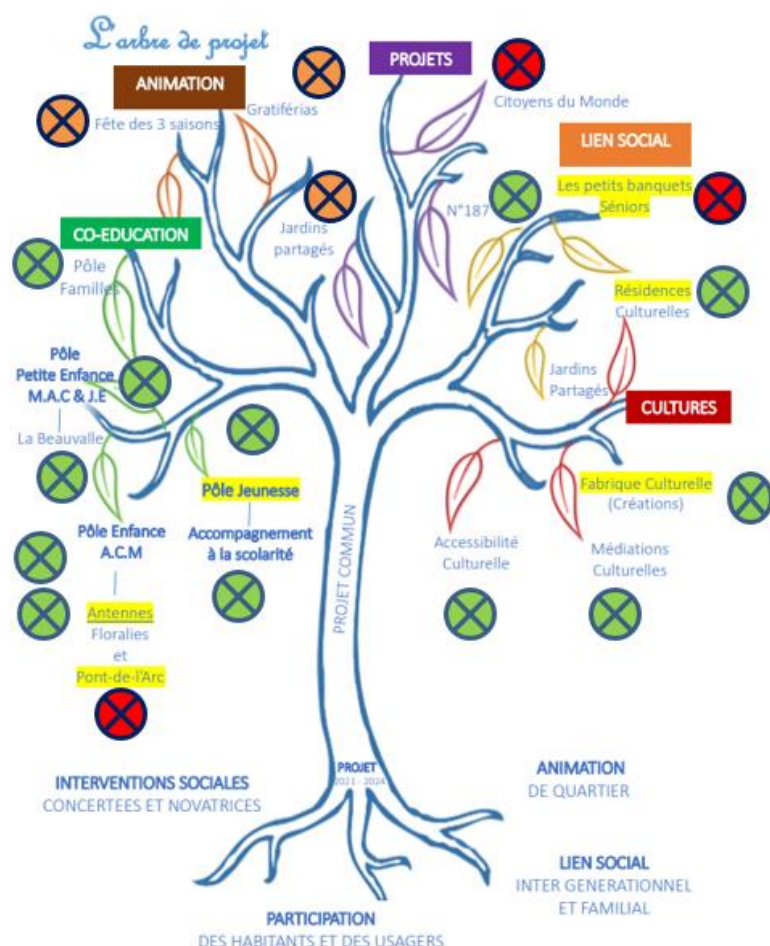 L'arbre de projet
ANIMATION
PROJETS
Gratiférias
Fête des 3 saisons
Citoyens du Monde
LIEN SOCIAL
Les petits banquets
Séniors
N°187
Jardins
partagés
CO-EDUCATION
Pôle
Familles
Résidences
Culturelles
Pôle
Petite Enfance
M.A.C & J.E
La Beauvalle
Jardins
Partagés
CULTURES
Pôle Jeunesse
Accompagnement
à la scolarité
Fabrique Culturelle
(Créations)
Pôle Enfance
A.C.M
Accessibilité
Culturelle
Médiations
Culturelles
PROJET COMMUN
Antennes
Floralies
et
Pont-de-l'Arc
PROJET
2021 - 2024
INTERVENTIONS SOCIALES
CONCERTEES ET NOVATRICES
ANIMATION
DE QUARTIER
LIEN SOCIAL
INTER GENERATIONNEL
ET FAMILIAL
PARTICIPATION
DES HABITANTS ET DES USAGERS